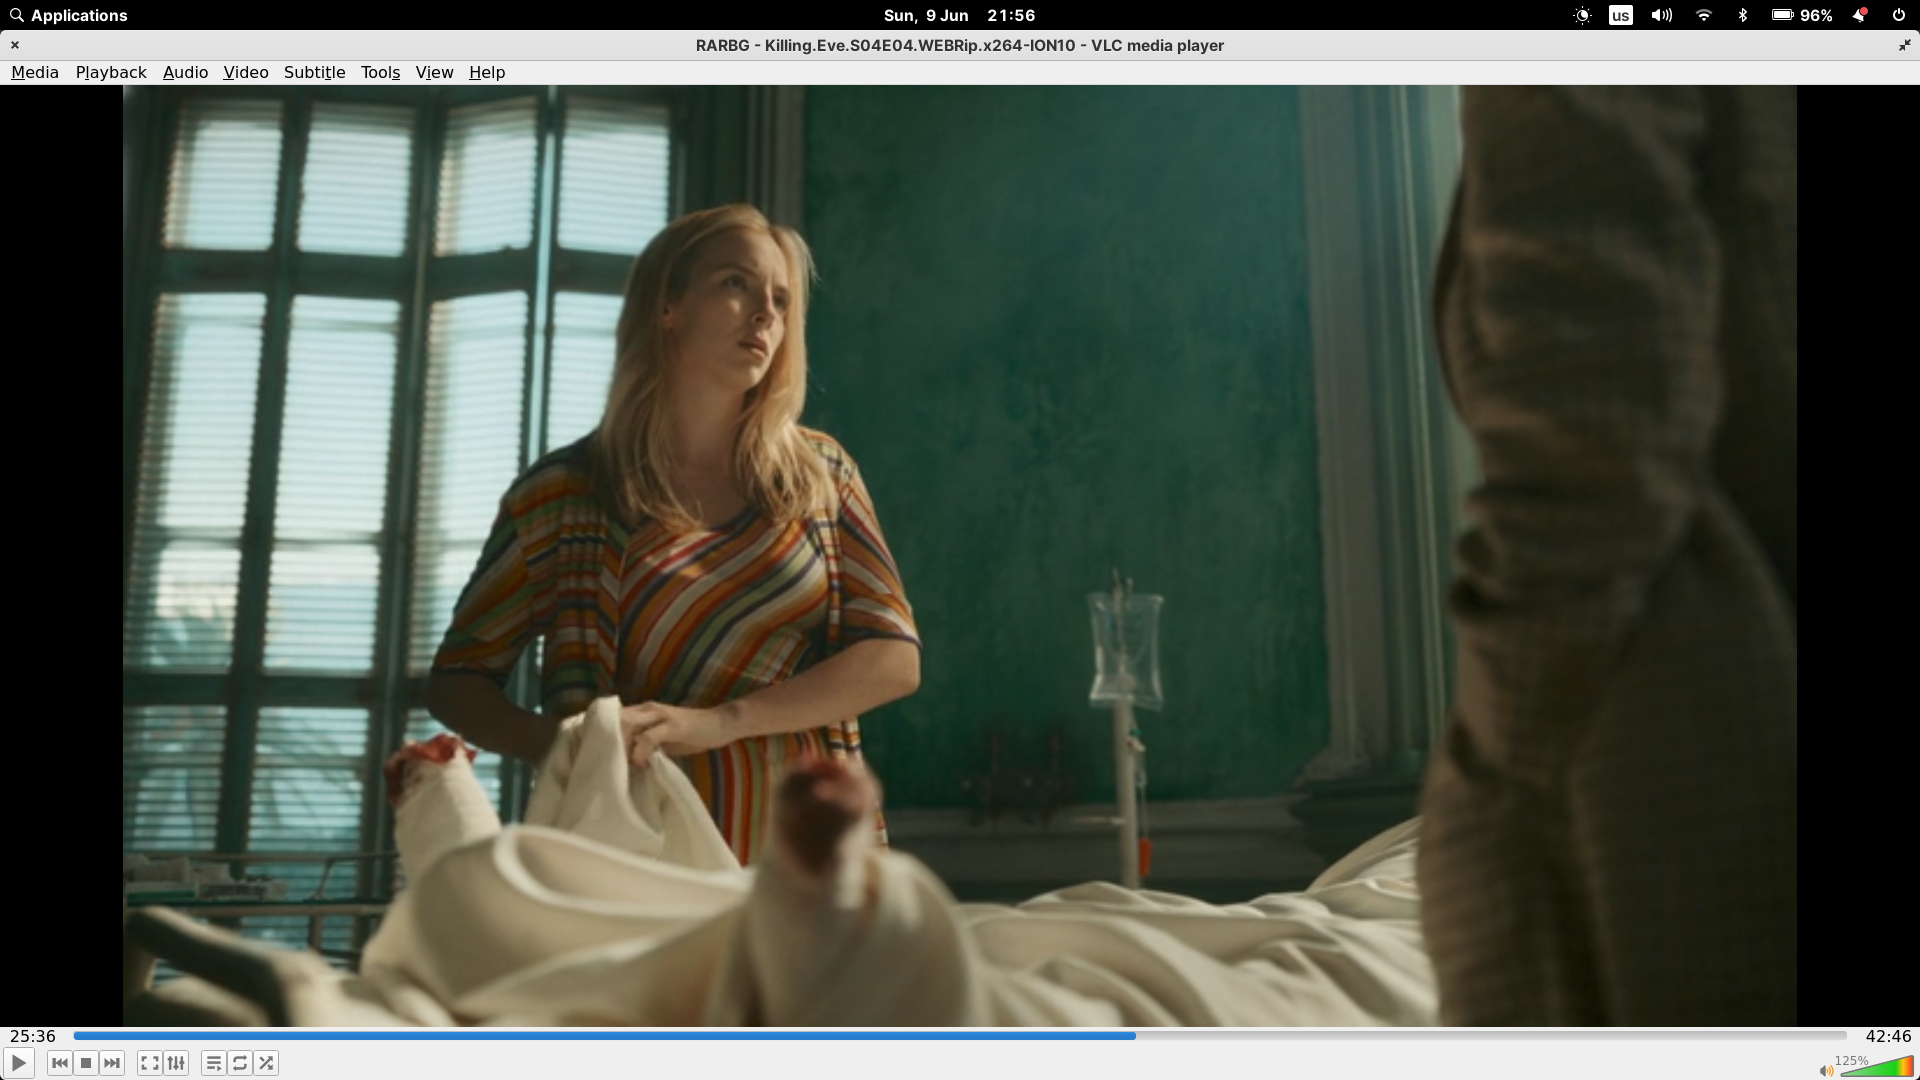 Applications
Sun, 9 Jun 21:56
us
96%
RARBG - Killing.Eve.S04E04.WEBRip.x264-ION10 - VLC media player
Media Playback Audio Video Subtitle Tools View Help
25:36
42:46
125%